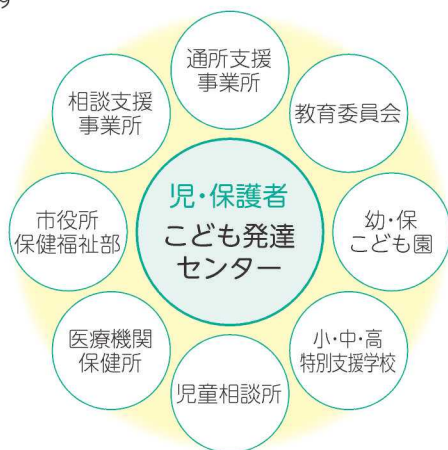 す
通所支援
事業所
教育委員会
幼・保
こども園
小・中・高
特別支援学校
児童相談所
医療機関
保健所
市役所
保健福祉部
相談支援
事業所
児・保護者
こども発達
センター